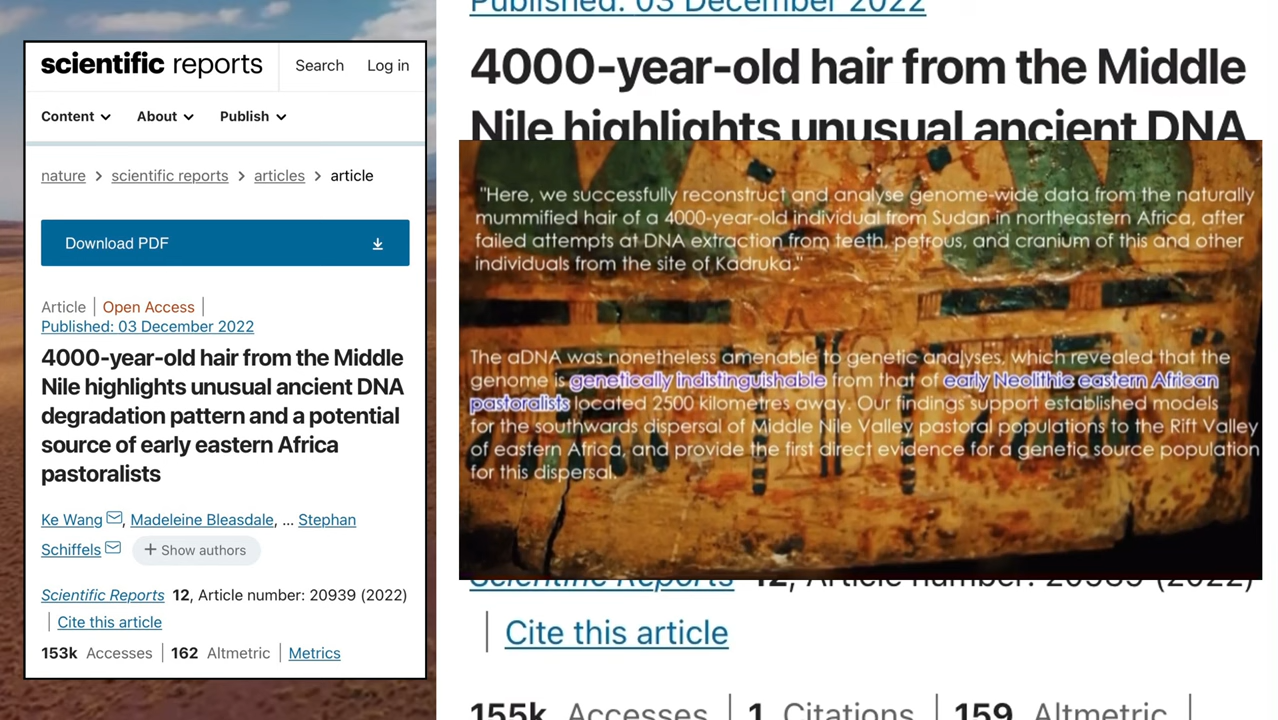 scientific reports
Search
Log in
Content
About
Publish
nature > scientific reports > articles > article
Download PDF
Article | Open Access |
Published: 03 December 2022
4000-year-old hair from the Middle
Nile highlights unusual ancient DNA
degradation pattern and a potential
source of early eastern Africa
pastoralists
Ke Wang, Madeleine Bleasdale, ... Stephan
Schiffels + Show authors
Scientific Reports 12, Article number: 20939 (2022)
| Cite this article
153k Accesses | 162 Altmetric | Metrics
Published: 03 December 2022
4000-year-old hair from the Middle
Nile highlights unusual ancient DNA
"Here, we successfully reconstruct and analyse genome-wide data from the naturally
mummified hair of a 4000-year-old individual from Sudan in northeastern Africa, after
failed attempts at DNA extraction from teeth, petrous, and cranium of this and other
individuals from the site of Kadruka."
The aDNA was nonetheless amenable to genetic analyses, which revealed that the
genome is genetically indistinguishable from that of early Neolithic eastern African
pastoralists located 2500 kilometres away. Our findings support established models
for the southwards dispersal of Middle Nile Valley pastoral populations to the Rift Valley
of eastern Africa, and provide the first direct evidence for a genetic source population
for this dispersal.
Scientific Reports 12, Article number: 20939 (2022)
| Cite this article
155k Accesses | 1 Citations | 159 Altmetric |